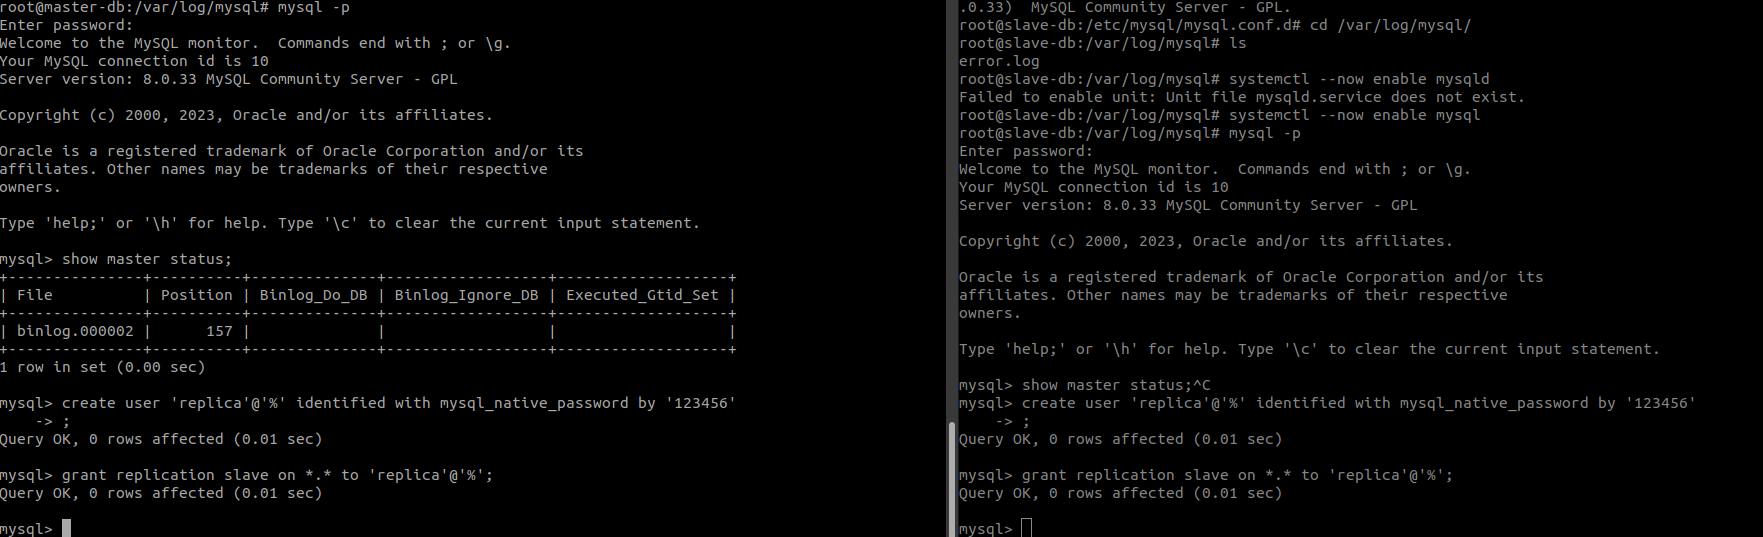 root@master-db:/var/log/mysql# mysql -p
Enter password:
Welcome to the MySQL monitor.  Commands end with ; or \g.
Your MySQL connection id is 10
Server version: 8.0.33 MySQL Community Server - GPL
Copyright (c) 2000, 2023, Oracle and/or its affiliates.
Oracle is a registered trademark of Oracle Corporation and/or its
affiliates. Other names may be trademarks of their respective
owners.
Type 'help;' or '\h' for help. Type '\c' to clear the current input statement.
mysql> show master status;
+---------------+----------+--------------+------------------+-------------------+
| File          | Position | Binlog_Do_DB | Binlog_Ignore_DB | Executed_Gtid_Set |
+---------------+----------+--------------+------------------+-------------------+
| binlog.000002 |      157 |              |                  |                   |
+---------------+----------+--------------+------------------+-------------------+
1 row in set (0.00 sec)
mysql> create user 'replica'@'%' identified with mysql_native_password by '123456'
    -> ;
Query OK, 0 rows affected (0.01 sec)
mysql> grant replication slave on *.* to 'replica'@'%';
Query OK, 0 rows affected (0.01 sec)
mysql>
.0.33)  MySQL Community Server - GPL.
root@slave-db:/etc/mysql/mysql.conf.d# cd /var/log/mysql/
root@slave-db:/var/log/mysql# ls
error.log
root@slave-db:/var/log/mysql# systemctl --now enable mysqld
Failed to enable unit: Unit file mysqld.service does not exist.
root@slave-db:/var/log/mysql# systemctl --now enable mysql
root@slave-db:/var/log/mysql# mysql -p
Enter password:
Welcome to the MySQL monitor.  Commands end with ; or \g.
Your MySQL connection id is 10
Server version: 8.0.33 MySQL Community Server - GPL
Copyright (c) 2000, 2023, Oracle and/or its affiliates.
Oracle is a registered trademark of Oracle Corporation and/or its
affiliates. Other names may be trademarks of their respective
owners.
Type 'help;' or '\h' for help. Type '\c' to clear the current input statement.
mysql> show master status;^C
mysql> create user 'replica'@'%' identified with mysql_native_password by '123456'
    -> ;
Query OK, 0 rows affected (0.01 sec)
mysql> grant replication slave on *.* to 'replica'@'%';
Query OK, 0 rows affected (0.01 sec)
mysql>